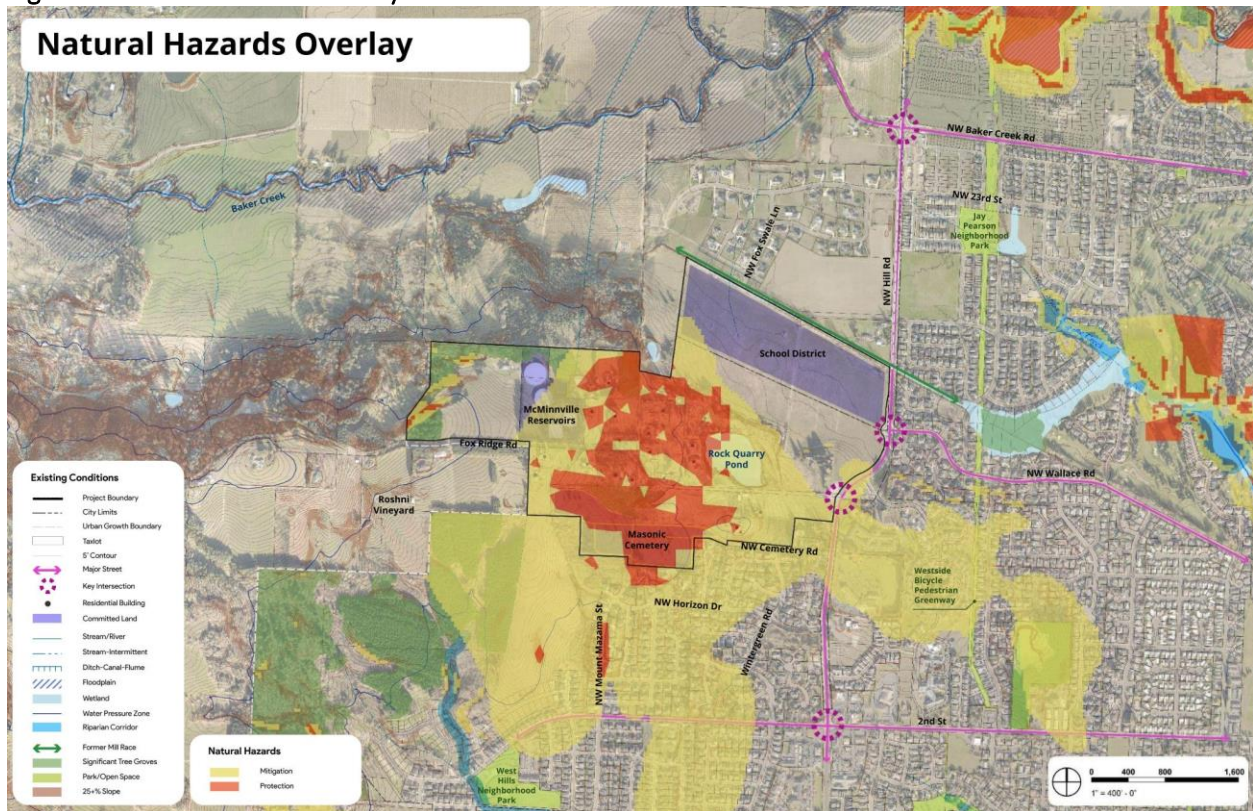 Natural Hazards Overlay
NW Baker Creek Rd
Baker Creek
NW 23rd St
Jay
Pearson
Neighborhood
Park
NW Fox Swale Ln
NW Hill Rd
School District
McMinnville
Reservoirs
Fox Ridge Rd
Rock Quarry
Pond
NW Wallace Rd
Roshni
Vineyard
Masonic
Cemetery
NW Cemetery Rd
Westside
Bicycle
Pedestrian
Greenway
NW Horizon Dr
NW Mount Mazama St
Wintergreen Rd
2nd St
West
Hills
Neighborhood
Park
Existing Conditions
Project Boundary
City Limits
Urban Growth Boundary
Taxlot
5' Contour
Major Street
Key Intersection
Residential Building
Committed Land
Stream/River
Stream-Intermittent
Ditch-Canal-Flume
Floodplain
Wetland
Water Pressure Zone
Riparian Corridor
Former Mill Race
Significant Tree Groves
Park/Open Space
25+% Slope
Natural Hazards
Mitigation
Protection
0 400 800 1,600
1" = 400' - 0"